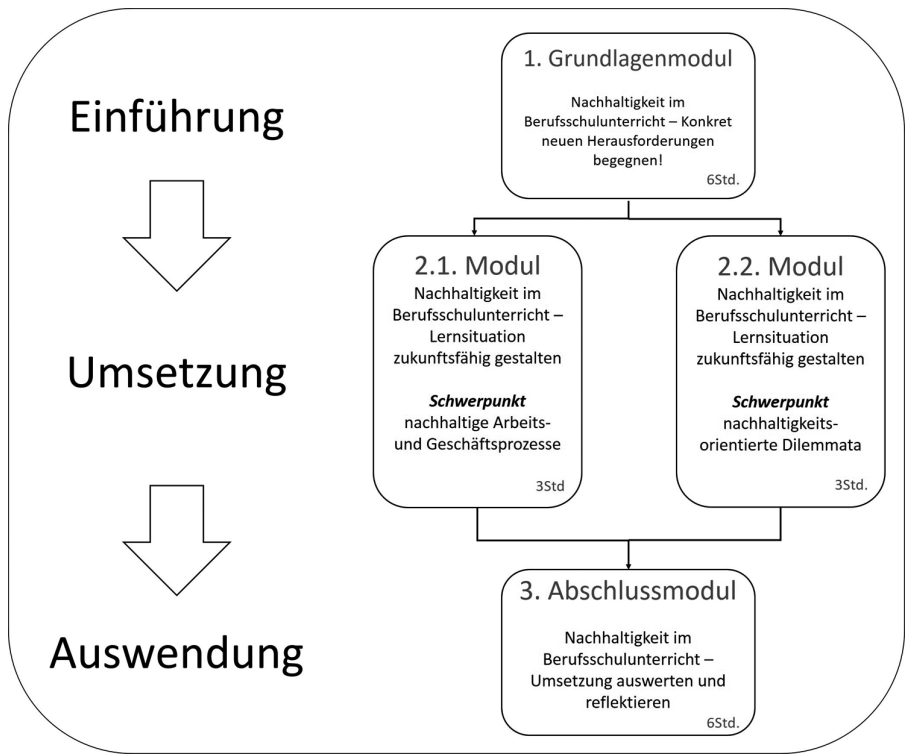 Einführung
1. Grundlagenmodul
Nachhaltigkeit im
Berufsschulunterricht – Konkret
neuen Herausforderungen
begegnen!
6Std.
Umsetzung
2.1. Modul
Nachhaltigkeit im
Berufsschulunterricht –
Lernsituation
zukunftsfähig gestalten
Schwerpunkt
nachhaltige Arbeits-
und Geschäftsprozesse
3Std
2.2. Modul
Nachhaltigkeit im
Berufsschulunterricht –
Lernsituation
zukunftsfähig gestalten
Schwerpunkt
nachhaltigkeits-
orientierte Dilemmata
3Std.
Auswendung
3. Abschlussmodul
Nachhaltigkeit im
Berufsschulunterricht –
Umsetzung auswerten und
reflektieren
6Std.